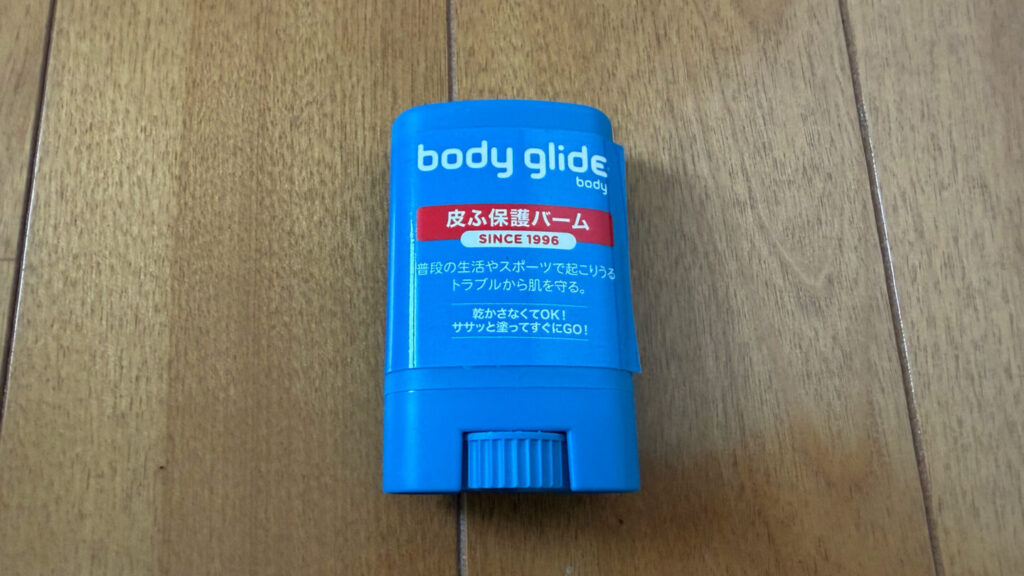 body glide
body
皮ふ保護バーム
SINCE 1996
普段の生活やスポーツで起こりうる
トラブルから肌を守る。
乾かさなくてOK!
ササッと塗ってすぐにGO!